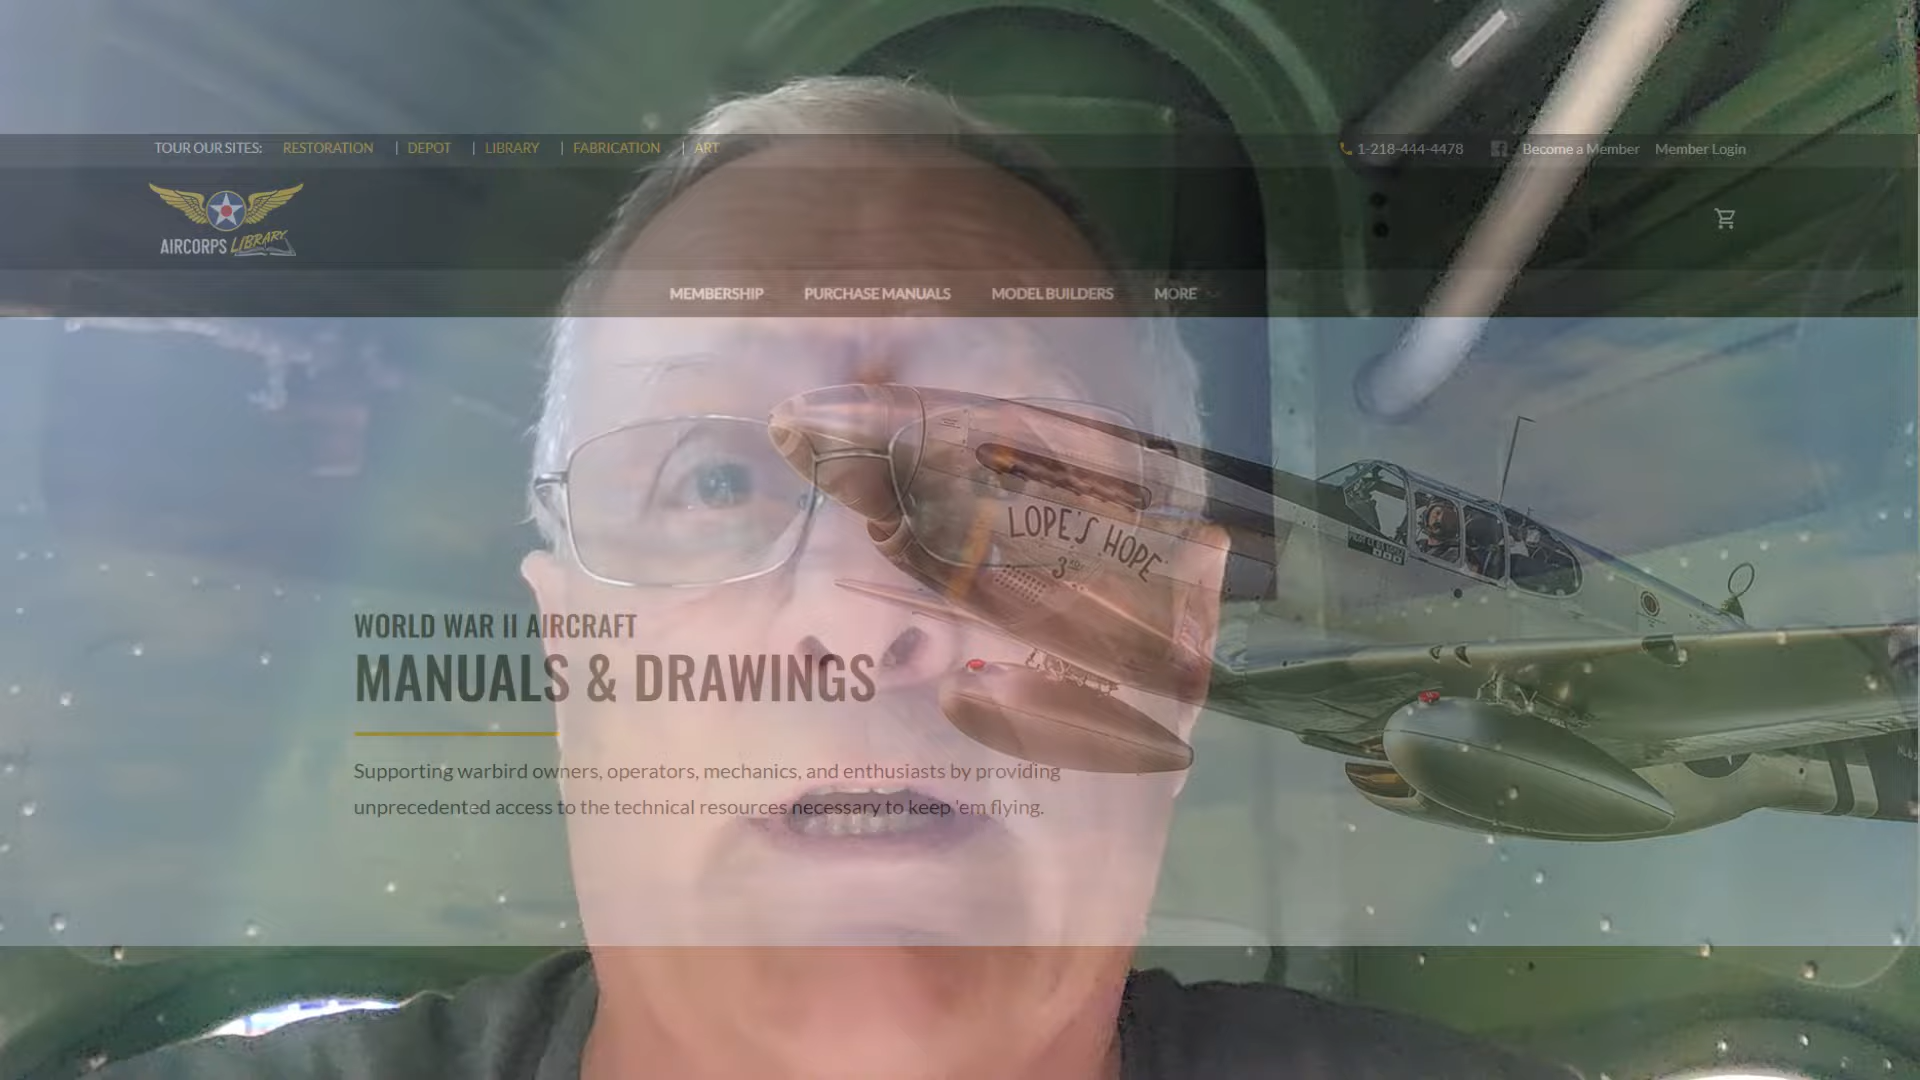 TOUR OUR SITES: RESTORATION | DEPOT | LIBRARY | FABRICATION | ART
1-218-444-4478 Become a Member Member Login
AIRCORPS LIBRARY
MEMBERSHIP PURCHASE MANUALS MODEL BUILDERS MORE
LOPE'S HOPE
3RD
WORLD WAR II AIRCRAFT
MANUALS & DRAWINGS
Supporting warbird owners, operators, mechanics, and enthusiasts by providing
unprecedented access to the technical resources necessary to keep 'em flying.